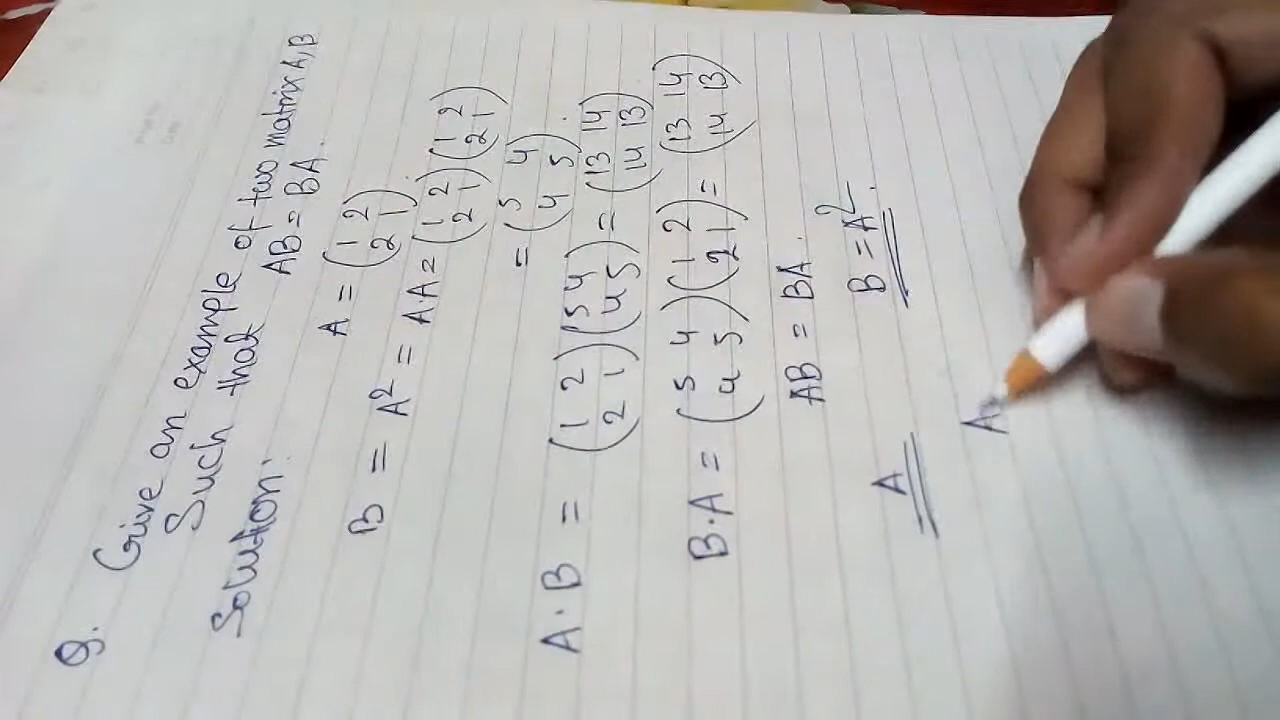 Q. Give an example of two matrix A,B
Such that AB = BA.
Solution:
A = (1 2
2 1).
B = A² = A.A = (1 2
2 1)(1 2
2 1)
= (5 4
4 5).
A.B = (1 2
2 1)(5 4
4 5) = (13 14
14 13)
B.A = (5 4
4 5)(1 2
2 1) = (13 14
14 13)
AB = BA.
A B = A².
A